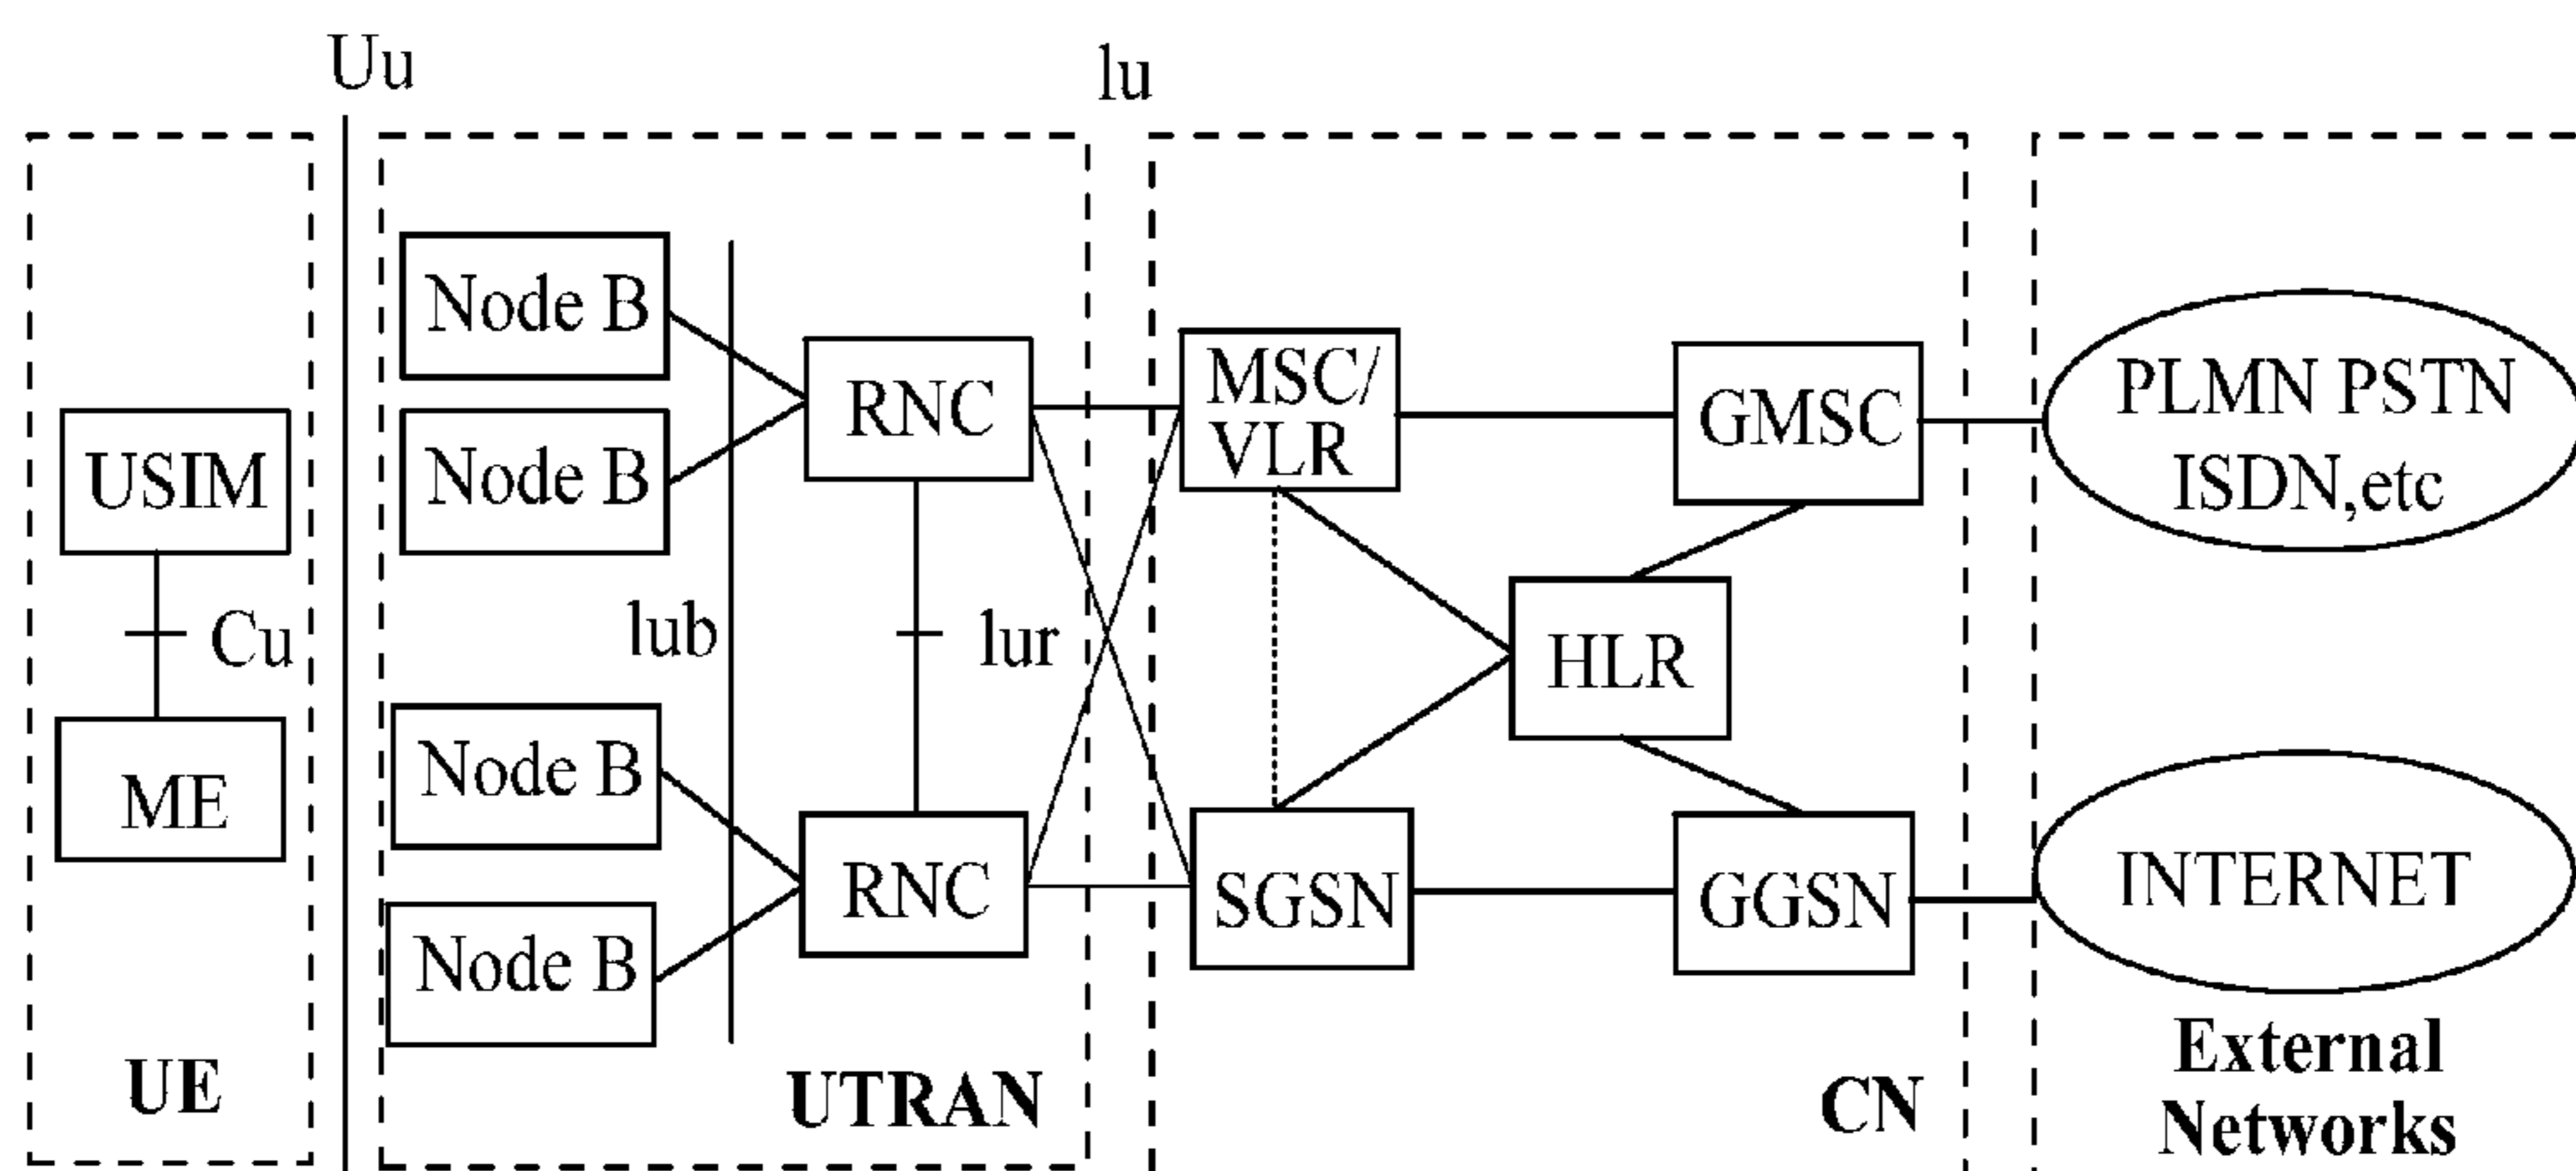 Uu
lu
Node B
Node B
USIM
Cu
ME
lub
RNC
lur
Node B
Node B
RNC
UE
UTRAN
MSC/
VLR
GMSC
HLR
SGSN
GGSN
CN
PLMN PSTN
ISDN,etc
INTERNET
External
Networks